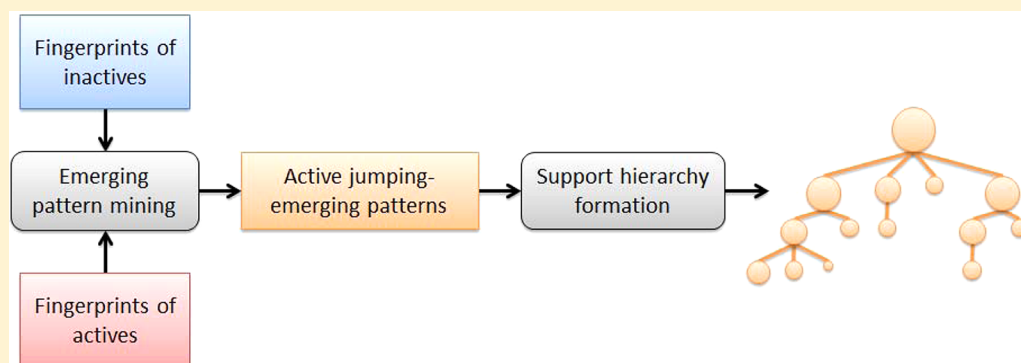 Fingerprints of
inactives
Emerging
pattern mining
Active jumping-
emerging patterns
Support hierarchy
formation
Fingerprints of
actives